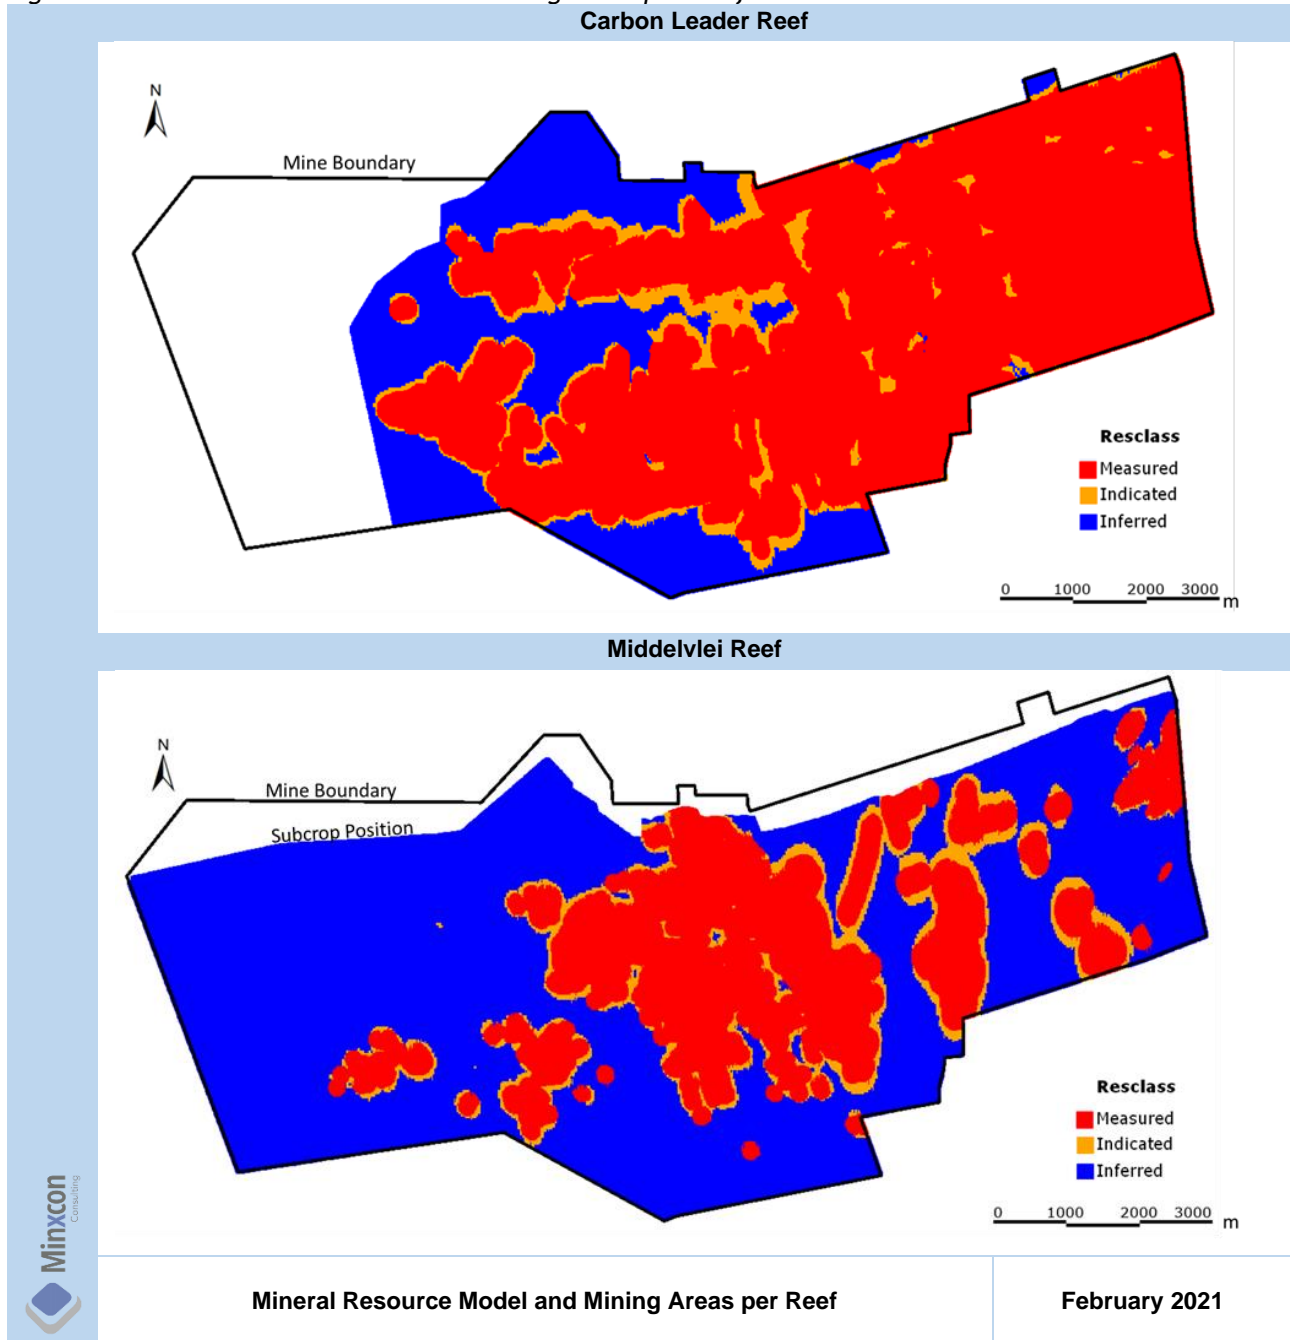 Carbon Leader Reef
N
Mine Boundary
Resclass
Measured
Indicated
Inferred
0 1000 2000 3000 m
Middelvlei Reef
N
Mine Boundary
Subcrop Position
Resclass
Measured
Indicated
Inferred
0 1000 2000 3000 m
Minxcon
Consulting
Mineral Resource Model and Mining Areas per Reef
February 2021